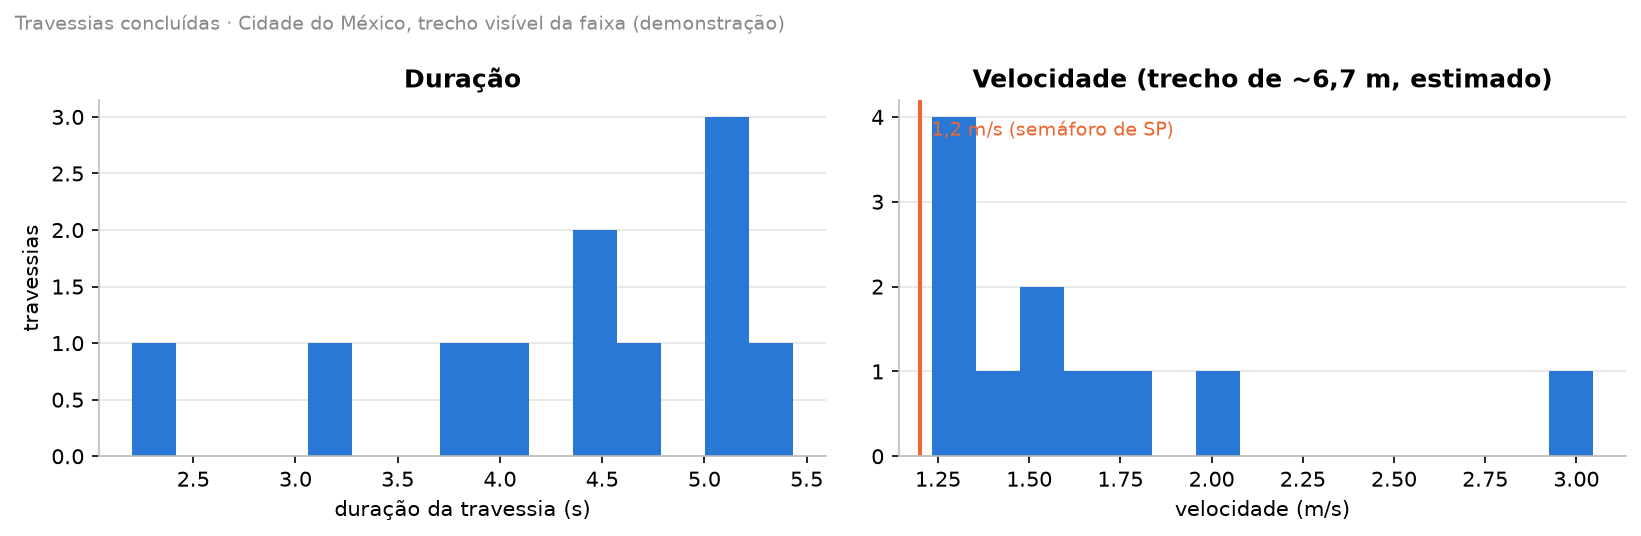 Travessias concluídas · Cidade do México, trecho visível da faixa (demonstração)
Duração
travessias
3.0
2.5
2.0
1.5
1.0
0.5
0.0
2.5 3.0 3.5 4.0 4.5 5.0 5.5
duração da travessia (s)
Velocidade (trecho de ~6,7 m, estimado)
1,2 m/s (semáforo de SP)
4
3
2
1
0
1.25 1.50 1.75 2.00 2.25 2.50 2.75 3.00
velocidade (m/s)